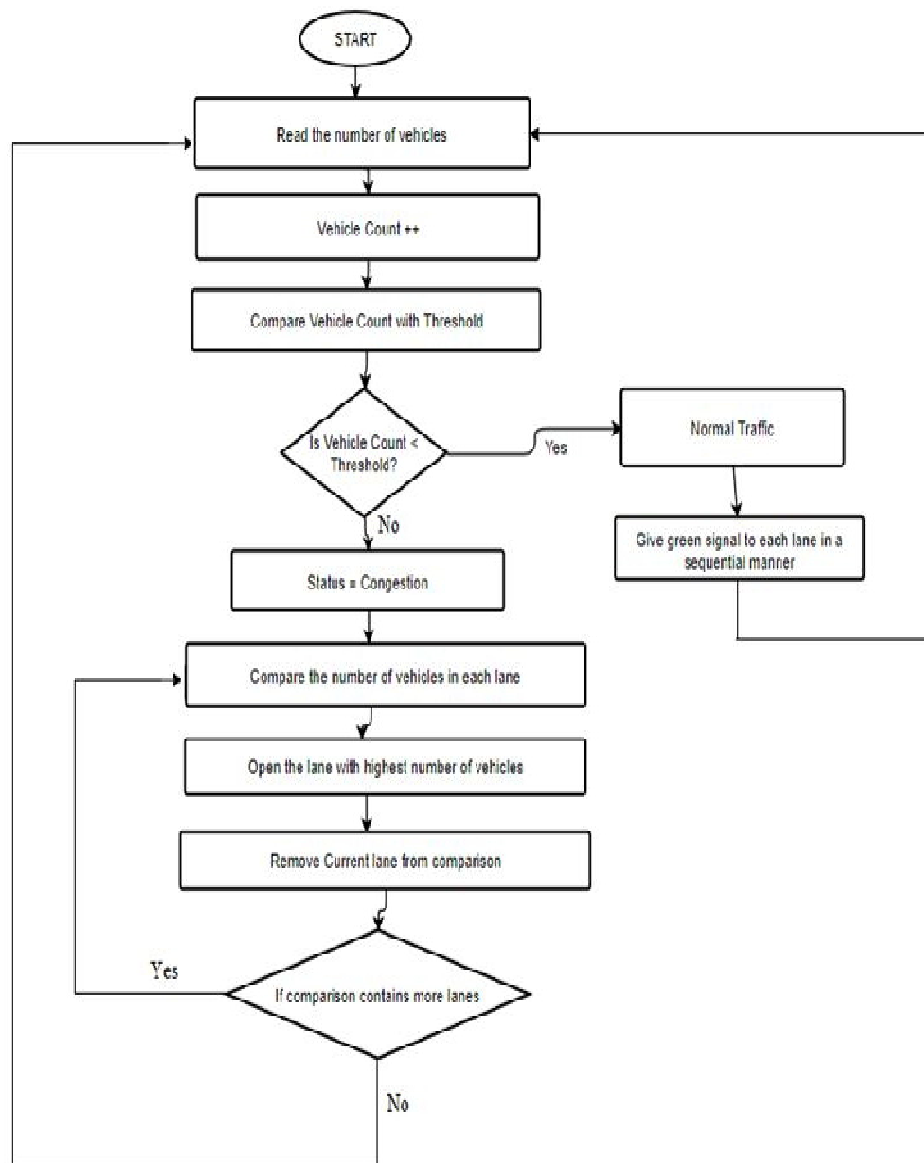 START
Read the number of vehicles
Vehicle Count ++
Compare Vehicle Count with Threshold
Is Vehicle Count <
Threshold?
Yes
Normal Traffic
Give green signal to each lane in a
sequential manner
No
Status = Congestion
Compare the number of vehicles in each lane
Open the lane with highest number of vehicles
Remove Current lane from comparison
If comparison contains more lanes
Yes
No